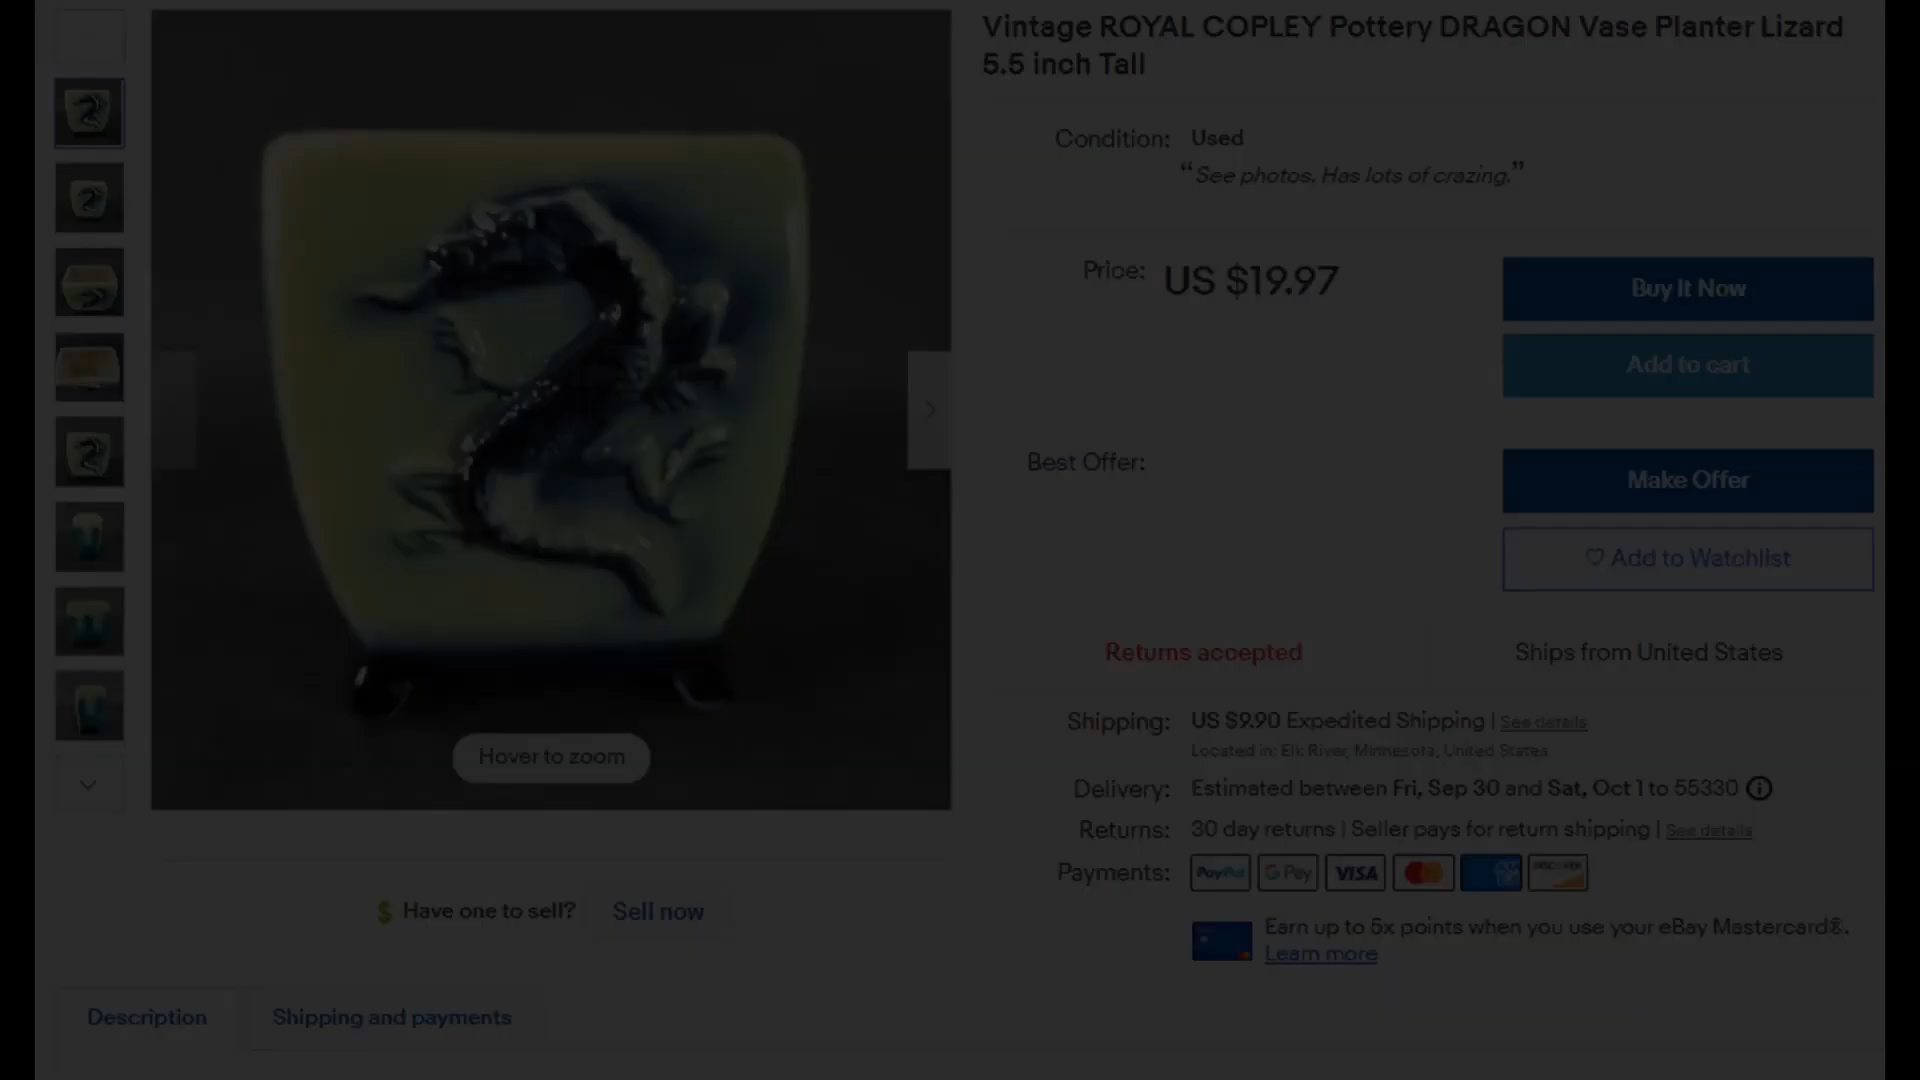 Vintage ROYAL COPLEY Pottery DRAGON Vase Planter Lizard
5.5 inch Tall
Condition: Used
“See photos. Has lots of crazing.”
Price: US $19.97
Buy It Now
Add to cart
Best Offer:
Make Offer
♡ Add to Watchlist
Returns accepted
Ships from United States
Shipping: US $9.90 Expedited Shipping | See details
Located in: Elk River, Minnesota, United States
Delivery: Estimated between Fri, Sep 30 and Sat, Oct 1 to 55330
Returns: 30 day returns | Seller pays for return shipping | See details
Payments: PayPal G Pay VISA DISCOVER
Earn up to 5x points when you use your eBay Mastercard®.
Learn more
Hover to zoom
$ Have one to sell? Sell now
Description
Shipping and payments